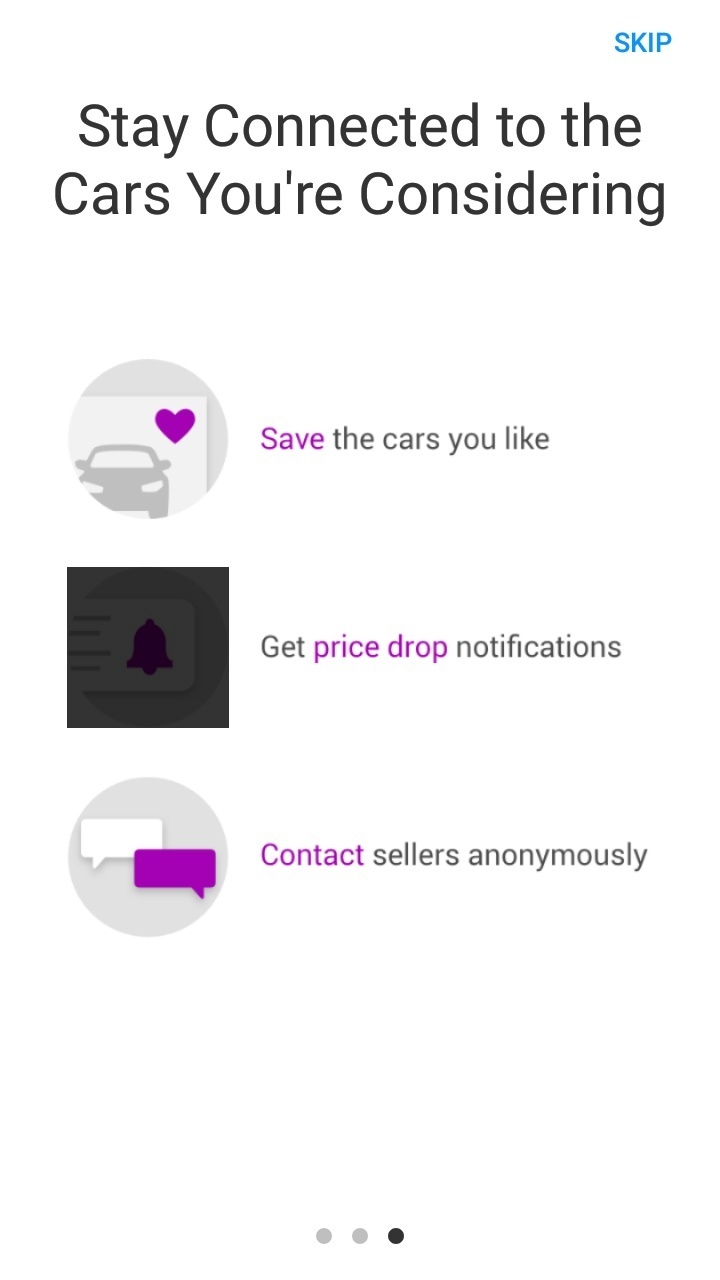 SKIP
Stay Connected to the
Cars You're Considering
Save the cars you like
Get price drop notifications
Contact sellers anonymously